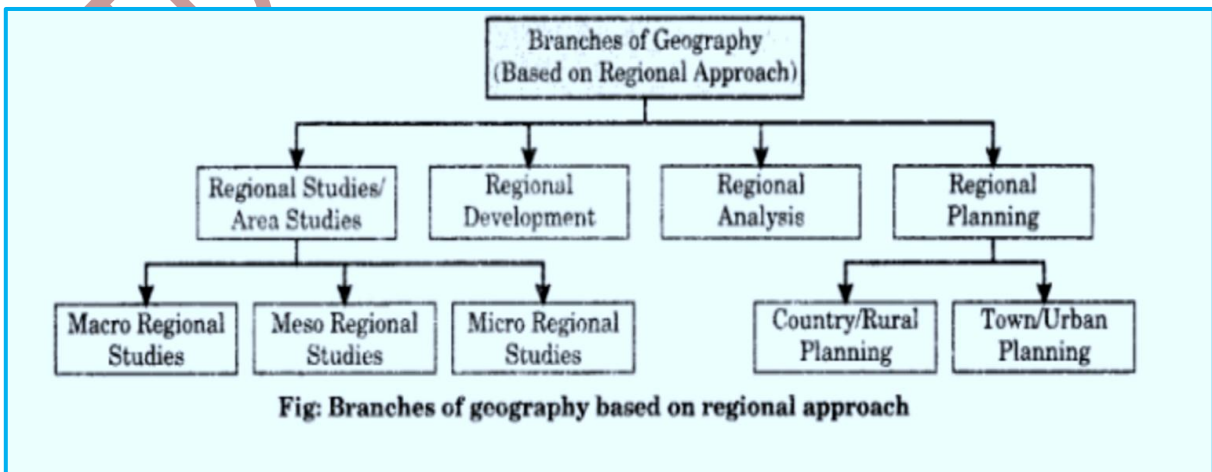 Branches of Geography
(Based on Regional Approach)
Regional Studies/
Area Studies
Regional
Development
Regional
Analysis
Regional
Planning
Macro Regional
Studies
Meso Regional
Studies
Micro Regional
Studies
Country/Rural
Planning
Town/Urban
Planning
Fig: Branches of geography based on regional approach